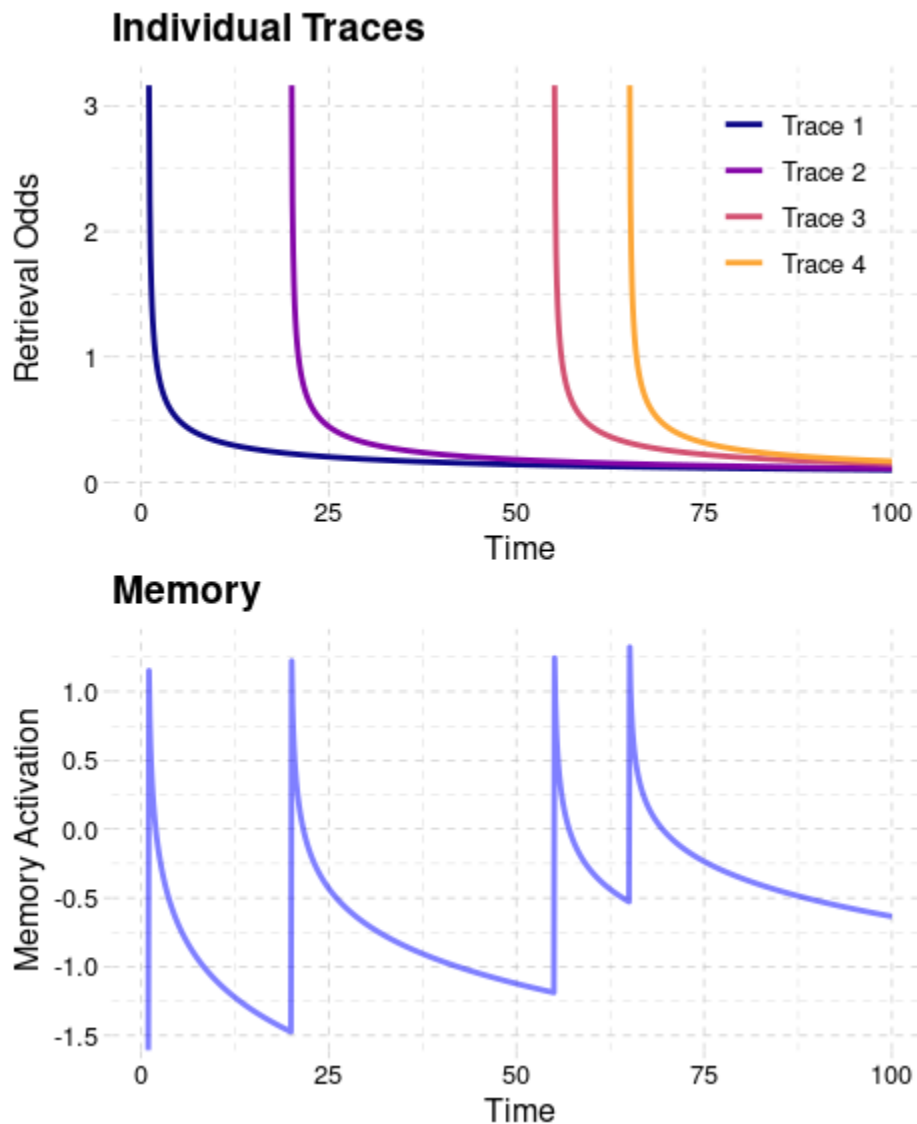 Individual Traces
Retrieval Odds
3
2
1
0
Trace 1
Trace 2
Trace 3
Trace 4
0 25 50 75 100
Time
Memory
Memory Activation
1.0
0.5
0.0
-0.5
-1.0
-1.5
0 25 50 75 100
Time